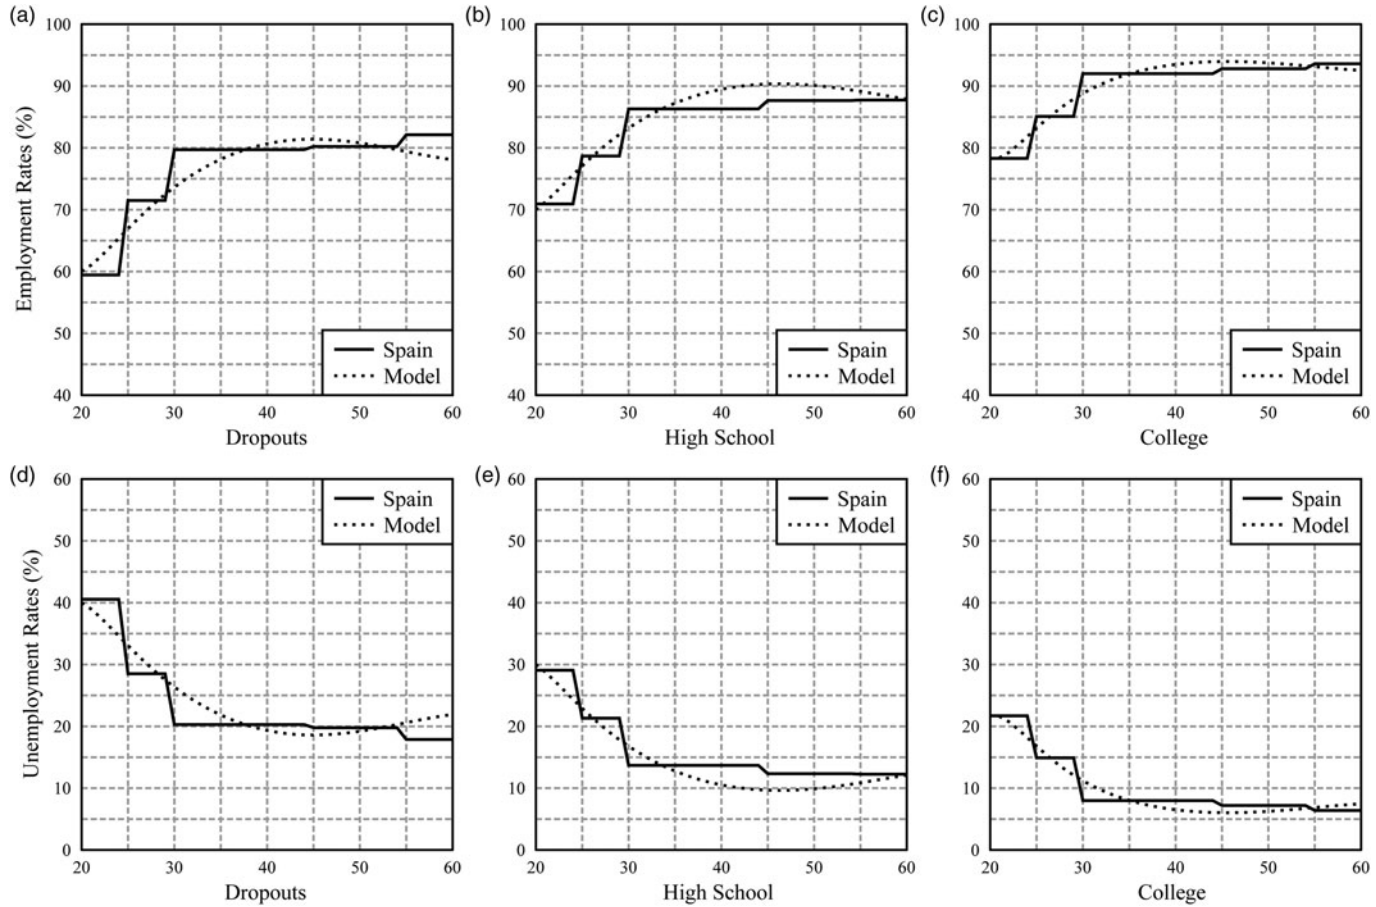 (a)
100
90
80
70
60
50
40
Employment Rates (%)
Spain
Model
20 30 40 50 60
Dropouts
(b)
100
90
80
70
60
50
40
Spain
Model
20 30 40 50 60
High School
(c)
100
90
80
70
60
50
40
Spain
Model
20 30 40 50 60
College
(d)
60
50
40
30
20
10
0
Unemployment Rates (%)
Spain
Model
20 30 40 50 60
Dropouts
(e)
60
50
40
30
20
10
0
Spain
Model
20 30 40 50 60
High School
(f)
60
50
40
30
20
10
0
Spain
Model
20 30 40 50 60
College